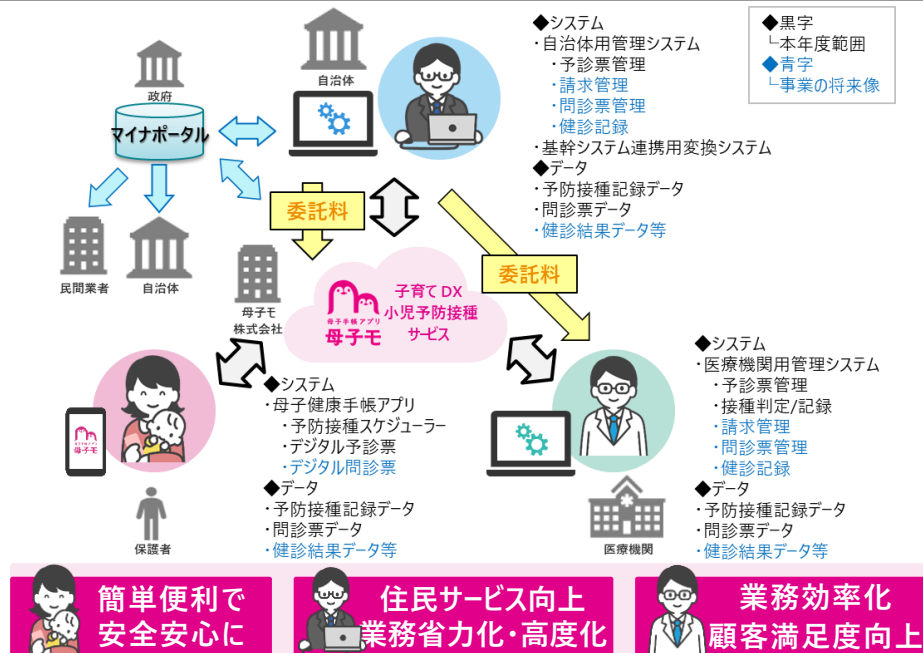 ◆システム
・自治体用管理システム
・予診票管理
・請求管理
・問診票管理
・健診記録
・基幹システム連携用変換システム
◆データ
・予防接種記録データ
・問診票データ
・健診結果データ等
◆黒字
└本年度範囲
◆青字
└事業の将来像
政府
自治体
マイナポータル
民間業者
自治体
委託料
委託料
母子モ
株式会社
母子手帳アプリ
母子モ
子育てDX
小児予防接種
サービス
母子手帳アプリ
母子モ
◆システム
・母子健康手帳アプリ
・予防接種スケジューラー
・デジタル予診票
・デジタル問診票
◆データ
・予防接種記録データ
・問診票データ
・健診結果データ等
保護者
◆システム
・医療機関用管理システム
・予診票管理
・接種判定/記録
・請求管理
・問診票管理
・健診記録
◆データ
・予防接種記録データ
・問診票データ
・健診結果データ等
医療機関
簡単便利で
安全安心に
住民サービス向上
業務省力化・高度化
業務効率化
顧客満足度向上